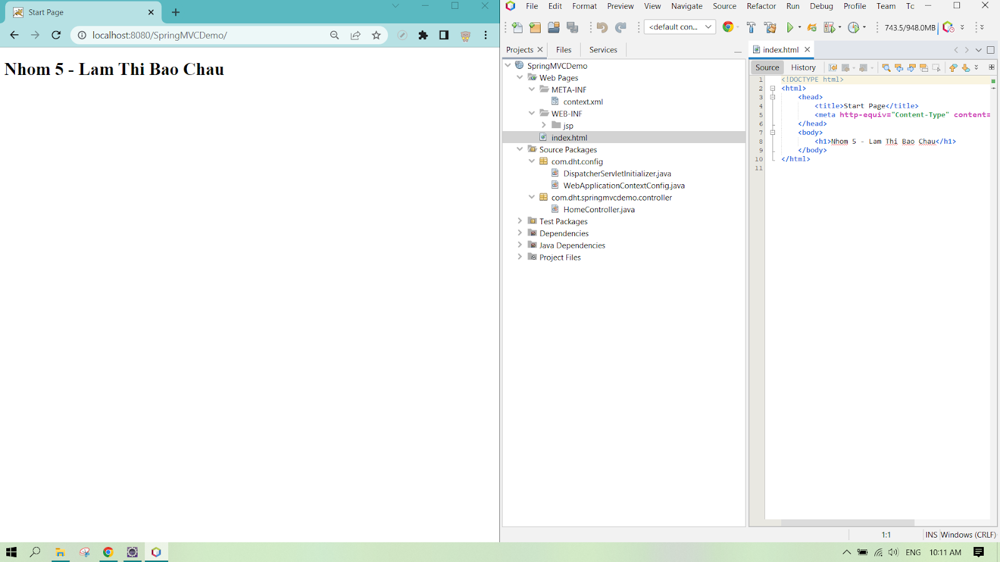 Start Page
localhost:8080/SpringMVCDemo/
Nhom 5 - Lam Thi Bao Chau
File Edit Format Preview View Navigate Source Refactor Run Debug Profile Team Tc
<default con...
743.5/948.0MB
Projects Files Services
SpringMVCDemo
Web Pages
META-INF
context.xml
WEB-INF
jsp
index.html
Source Packages
com.dht.config
DispatcherServletInitializer.java
WebApplicationContextConfig.java
com.dht.springmvcdemo.controller
HomeController.java
Test Packages
Dependencies
Java Dependencies
Project Files
index.html
Source History
1 <!DOCTYPE html>
2 <html>
3 <head>
4 <title>Start Page</title>
5 <meta http-equiv="Content-Type" content=
6 </head>
7 <body>
8 <h1>Nhom 5 - Lam Thi Bao Chau</h1>
9 </body>
10 </html>
11
1:1 INS Windows (CRLF)
ENG 10:11 AM